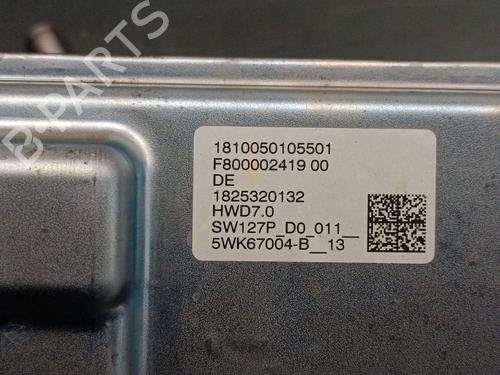 1810050105501
F800002419 00
DE
1825320132
HWD7.0
SW127P_D0_011__
5WK67004-B__13
B-PARTS